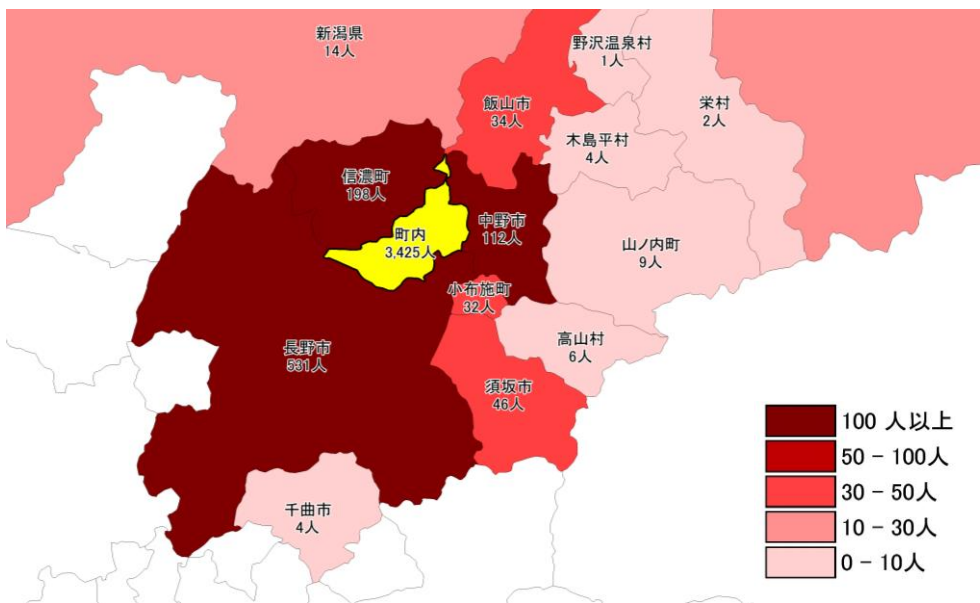 新潟県
14人
野沢温泉村
1人
飯山市
34人
栄村
2人
木島平村
4人
信濃町
198人
町内
3,425人
中野市
112人
山ノ内町
9人
小布施町
32人
高山村
6人
長野市
531人
須坂市
46人
千曲市
4人
100 人以上
50 - 100人
30 - 50人
10 - 30人
0 - 10人